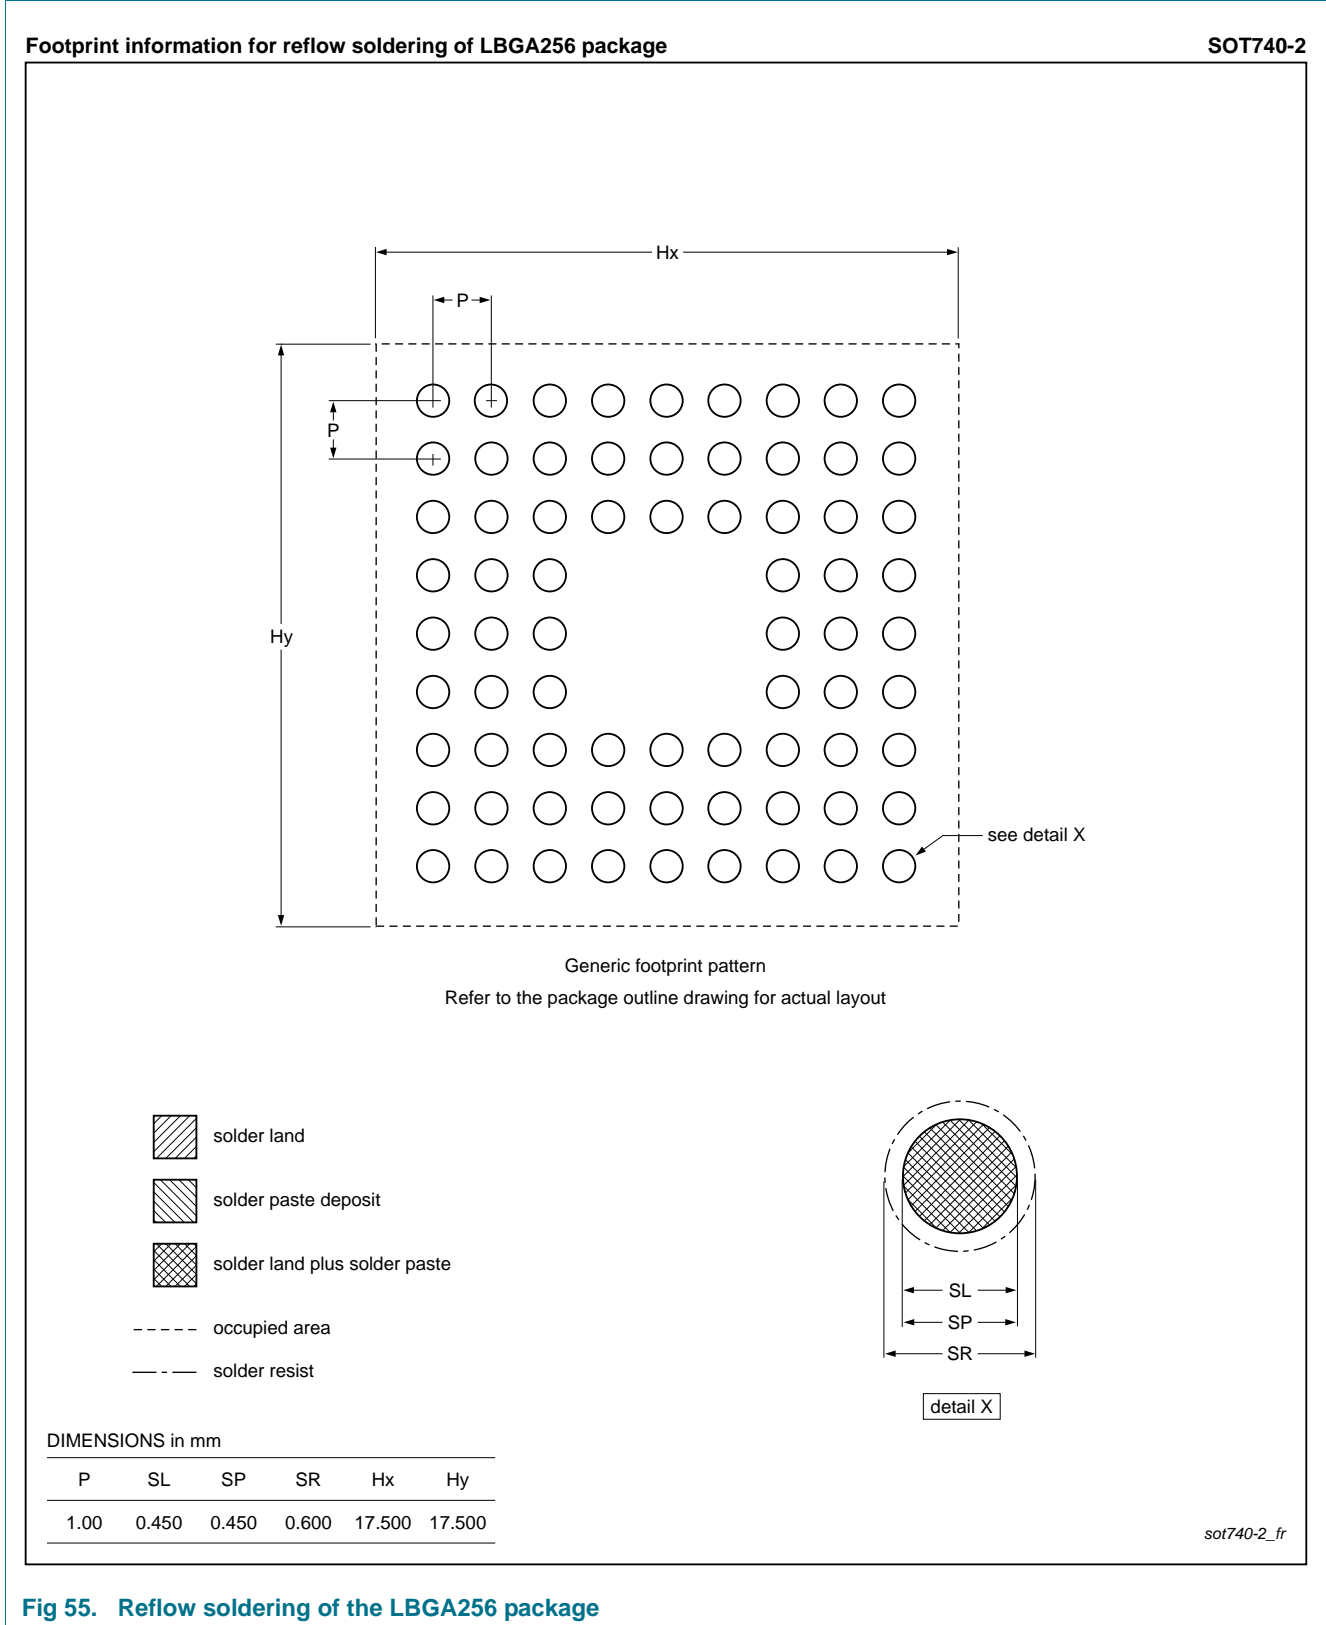 Footprint information for reflow soldering of LBGA256 package SOT740-2
Hx
P
P
Hy
see detail X
Generic footprint pattern
Refer to the package outline drawing for actual layout
solder land
solder paste deposit
solder land plus solder paste
occupied area
solder resist
SL
SP
SR
detail X
DIMENSIONS in mm
P SL SP SR Hx Hy
1.00 0.450 0.450 0.600 17.500 17.500
sot740-2_fr
Fig 55. Reflow soldering of the LBGA256 package